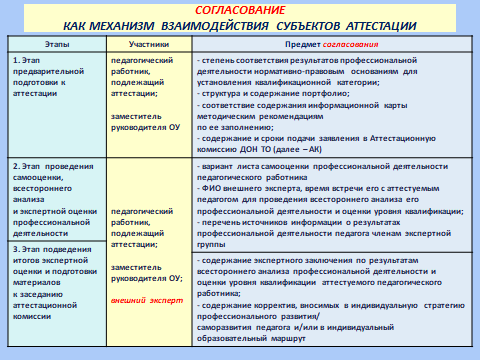 СОГЛАСОВАНИЕ
КАК МЕХАНИЗМ ВЗАИМОДЕЙСТВИЯ СУБЪЕКТОВ АТТЕСТАЦИИ
Этапы
Участники
Предмет согласования
1. Этап
предварительной
подготовки к
аттестации
педагогический
работник,
подлежащий
аттестации;
заместитель
руководителя ОУ
- степень соответствия результатов профессиональной
деятельности нормативно-правовым основаниям для
установления квалификационной категории;
- структура и содержание портфолио;
- соответствие содержания информационной карты
методическим рекомендациям
по ее заполнению;
- содержание и сроки подачи заявления в Аттестационную
комиссию ДОН ТО (далее – АК)
2. Этап проведения
самооценки,
всестороннего
анализа
и экспертной оценки
профессиональной
деятельности
3. Этап подведения
итогов экспертной
оценки и подготовки
материалов
к заседанию
аттестационной
комиссии
педагогический
работник,
подлежащий
аттестации;
заместитель
руководителя ОУ;
внешний эксперт
- вариант листа самооценки профессиональной деятельности
педагогического работника
- ФИО внешнего эксперта, время встречи его с аттестуемым
педагогом для проведения всестороннего анализа его
профессиональной деятельности и оценки уровня квалификации;
- перечень источников информации о результатах
профессиональной деятельности педагога членам экспертной
группы
- содержание экспертного заключения по результатам
всестороннего анализа профессиональной деятельности и
оценки уровня квалификации аттестуемого педагогического
работника;
- содержание корректив, вносимых в индивидуальную стратегию
профессионального развития/
саморазвития педагога и/или в индивидуальный
образовательный маршрут